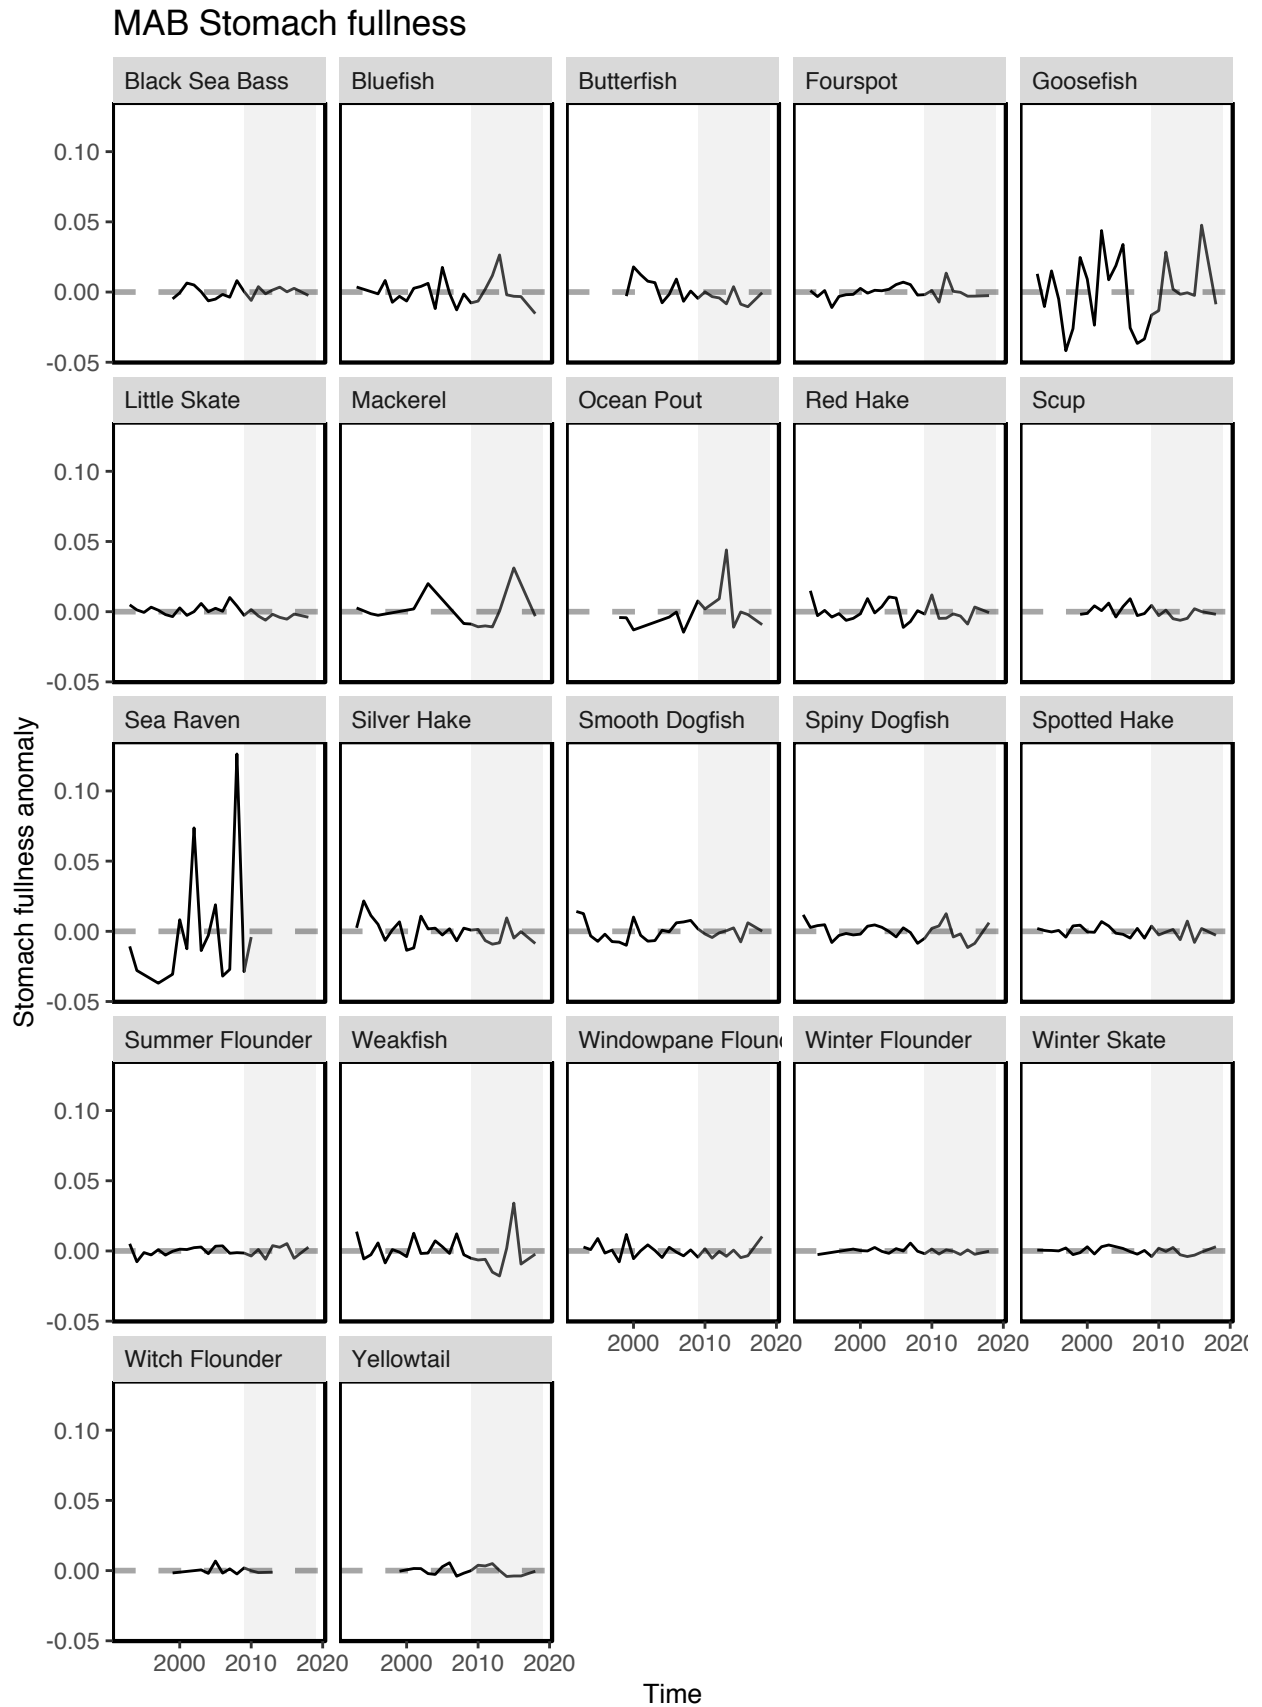 MAB Stomach fullness
Black Sea Bass Bluefish Butterfish Fourspot Goosefish
0.10
0.05
0.00
-0.05
Little Skate Mackerel Ocean Pout Red Hake Scup
0.10
0.05
0.00
-0.05
Sea Raven Silver Hake Smooth Dogfish Spiny Dogfish Spotted Hake
0.10
0.05
0.00
-0.05
Stomach fullness anomaly
Summer Flounder Weakfish Windowpane Floun Winter Flounder Winter Skate
0.10
0.05
0.00
-0.05
2000 2010 2020 2000 2010 2020 2000 2010 202
Witch Flounder Yellowtail
0.10
0.05
0.00
-0.05
2000 2010 2020 2000 2010 2020
Time